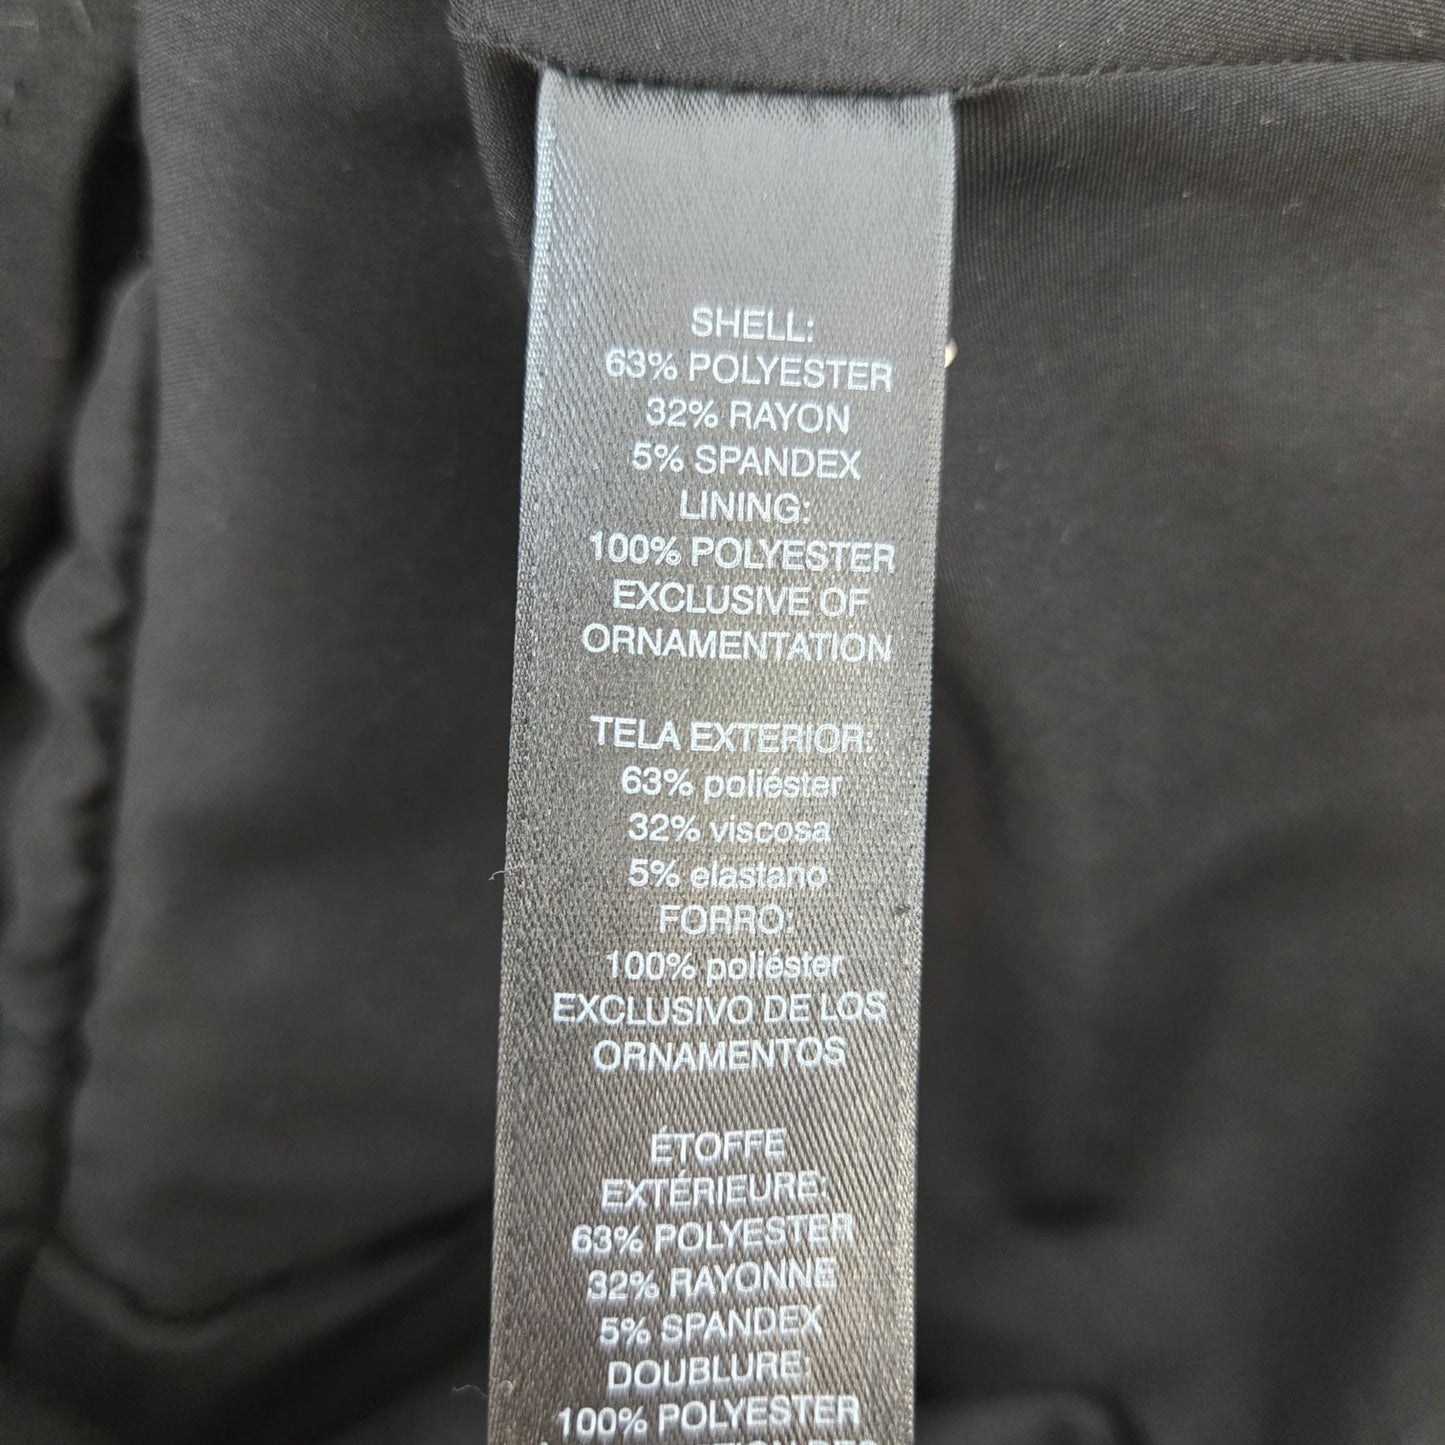 SHELL:
63% POLYESTER
32% RAYON
5% SPANDEX
LINING:
100% POLYESTER
EXCLUSIVE OF
ORNAMENTATION
TELA EXTERIOR:
63% poliéster
32% viscosa
5% elastano
FORRO:
100% poliéster
EXCLUSIVO DE LOS
ORNAMENTOS
ÉTOFFE
EXTÉRIEURE:
63% POLYESTER
32% RAYONNE
5% SPANDEX
DOUBLURE:
100% POLYESTER